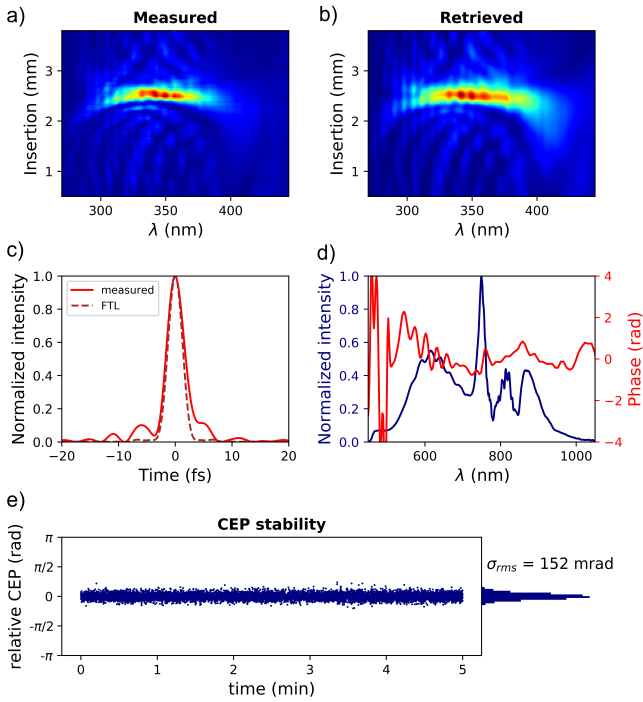 a)
Measured
b)
Retrieved
Insertion (mm)
3
2
1
300
350
400
λ (nm)
Insertion (mm)
3
2
1
300
350
400
λ (nm)
c)
Normalized intensity
1.0
0.8
0.6
0.4
0.2
0.0
measured
FTL
−20
−10
0
10
20
Time (fs)
d)
Normalized intensity
1.0
0.8
0.6
0.4
0.2
0.0
600
800
1000
λ (nm)
4
2
0
−2
−4
Phase (rad)
e)
CEP stability
relative CEP (rad)
π
π/2
0
-π/2
-π
0
1
2
3
4
5
time (min)
σrms = 152 mrad